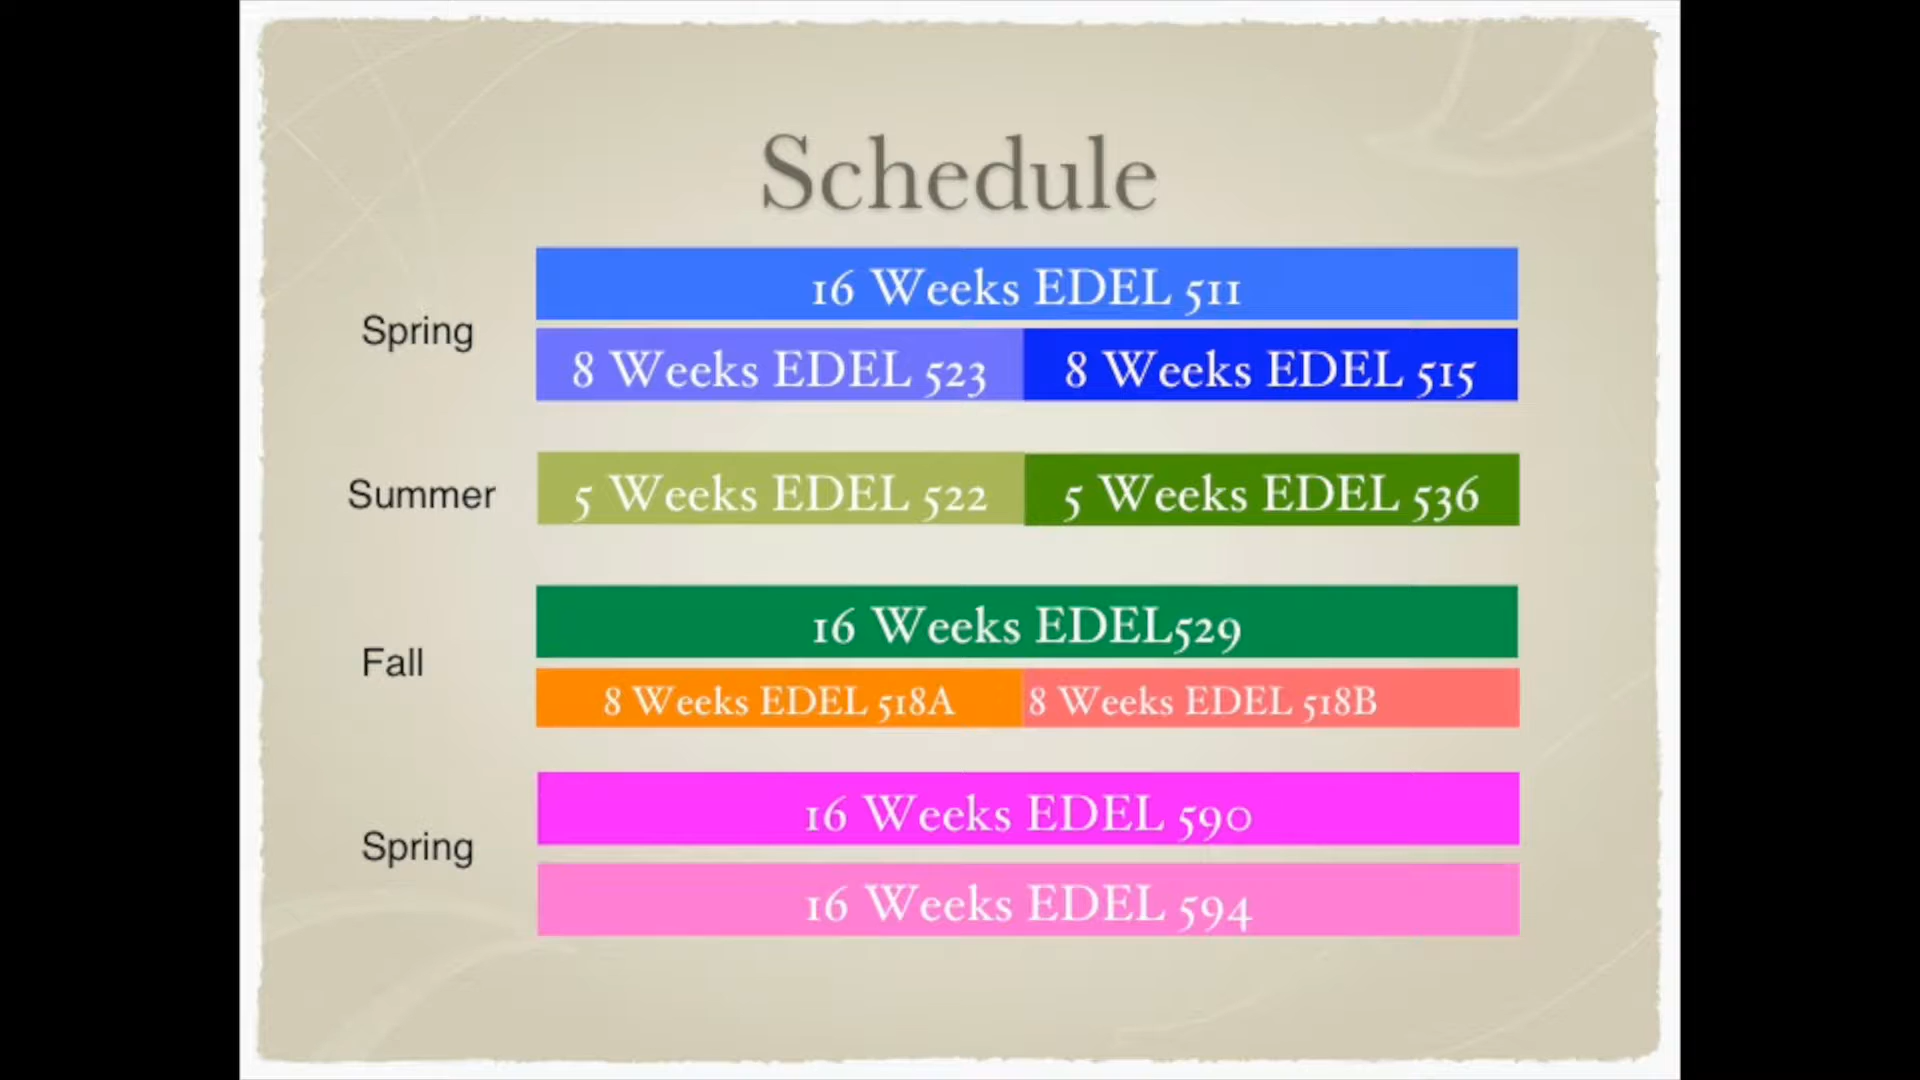 Schedule
Spring
16 Weeks EDEL 511
8 Weeks EDEL 523
8 Weeks EDEL 515
Summer
5 Weeks EDEL 522
5 Weeks EDEL 536
Fall
16 Weeks EDEL529
8 Weeks EDEL 518A
8 Weeks EDEL 518B
Spring
16 Weeks EDEL 590
16 Weeks EDEL 594